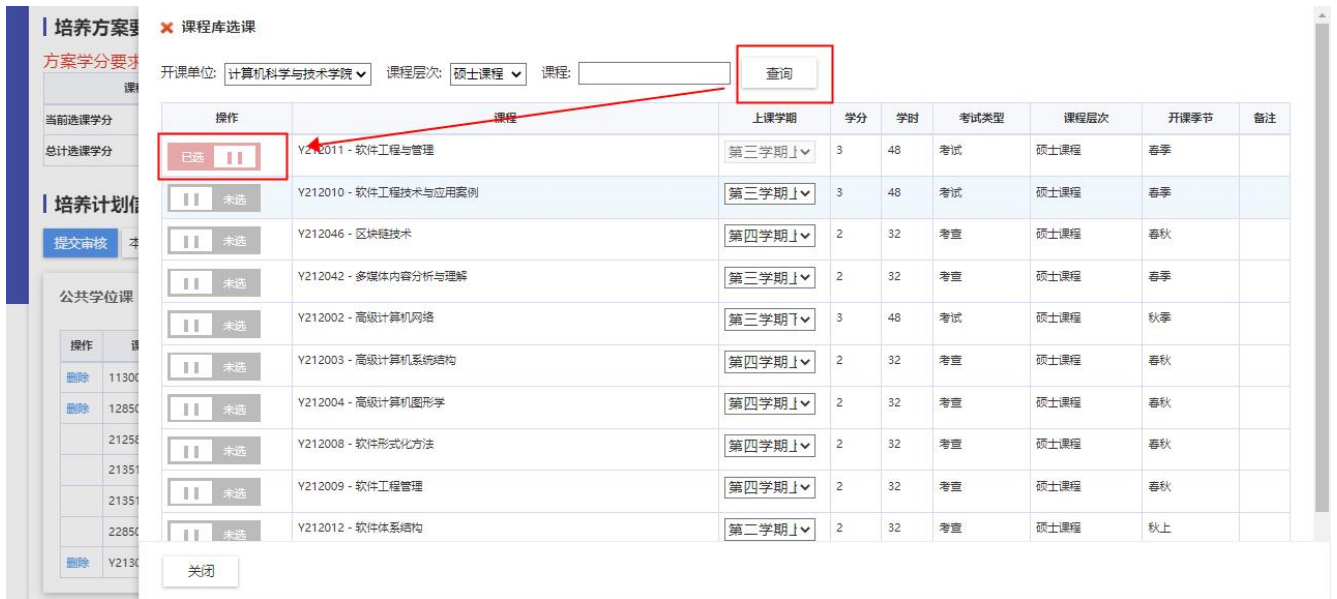 培养方案要
✖ 课程库选课
方案学分要求
开课单位: 计算机科学与技术学院 课程层次: 硕士课程 课程: 查询
课程
操作 课程 上课学期 学分 学时 考试类型 课程层次 开课季节 备注
当前选课学分
总计选课学分
已选 Y212011 - 软件工程与管理 第三学期上 3 48 考试 硕士课程 春季
未选 Y212010 - 软件工程技术与应用案例 第三学期上 3 48 考试 硕士课程 春季
培养计划信
提交审核 本
未选 Y212046 - 区块链技术 第四学期上 2 32 考查 硕士课程 春秋
未选 Y212042 - 多媒体内容分析与理解 第三学期上 2 32 考查 硕士课程 春季
公共学位课
未选 Y212002 - 高级计算机网络 第三学期下 3 48 考试 硕士课程 秋季
操作 课
未选 Y212003 - 高级计算机系统结构 第四学期上 2 32 考查 硕士课程 春秋
删除 11300
未选 Y212004 - 高级计算机图形学 第四学期上 2 32 考查 硕士课程 春秋
删除 12850
21258
未选 Y212008 - 软件形式化方法 第四学期上 2 32 考查 硕士课程 春秋
21351
未选 Y212009 - 软件工程管理 第四学期上 2 32 考查 硕士课程 春秋
21351
未选 Y212012 - 软件体系结构 第二学期上 2 32 考查 硕士课程 秋上
22850
删除 Y2130
关闭